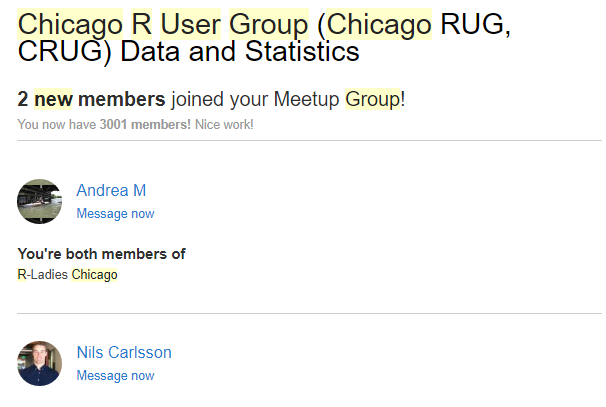 Chicago R User Group (Chicago RUG,
CRUG) Data and Statistics
2 new members joined your Meetup Group!
You now have 3001 members! Nice work!
Andrea M
Message now
You're both members of
R-Ladies Chicago
Nils Carlsson
Message now